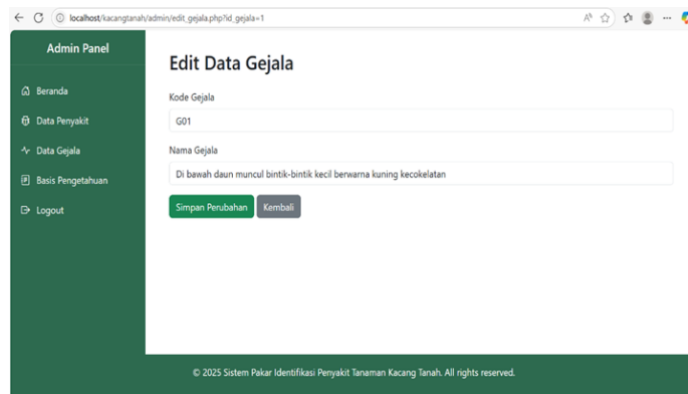 localhost/kacangtanah/admin/edit_gejala.php?id_gejala=1
Admin Panel
Beranda
Data Penyakit
Data Gejala
Basis Pengetahuan
Logout
Edit Data Gejala
Kode Gejala
G01
Nama Gejala
Di bawah daun muncul bintik-bintik kecil berwarna kuning kecokelatan
Simpan Perubahan Kembali
© 2025 Sistem Pakar Identifikasi Penyakit Tanaman Kacang Tanah. All rights reserved.